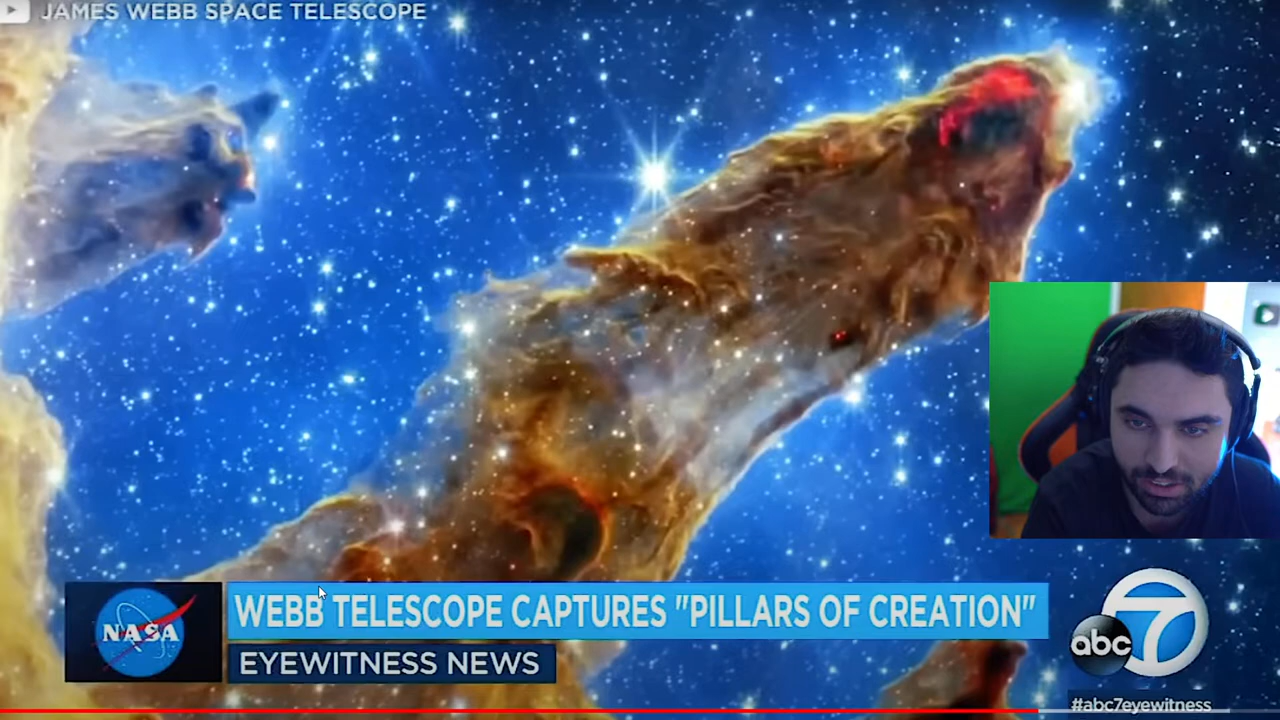 JAMES WEBB SPACE TELESCOPE
NASA
WEBB TELESCOPE CAPTURES "PILLARS OF CREATION"
EYEWITNESS NEWS
abc 7
#abc7eyewitness